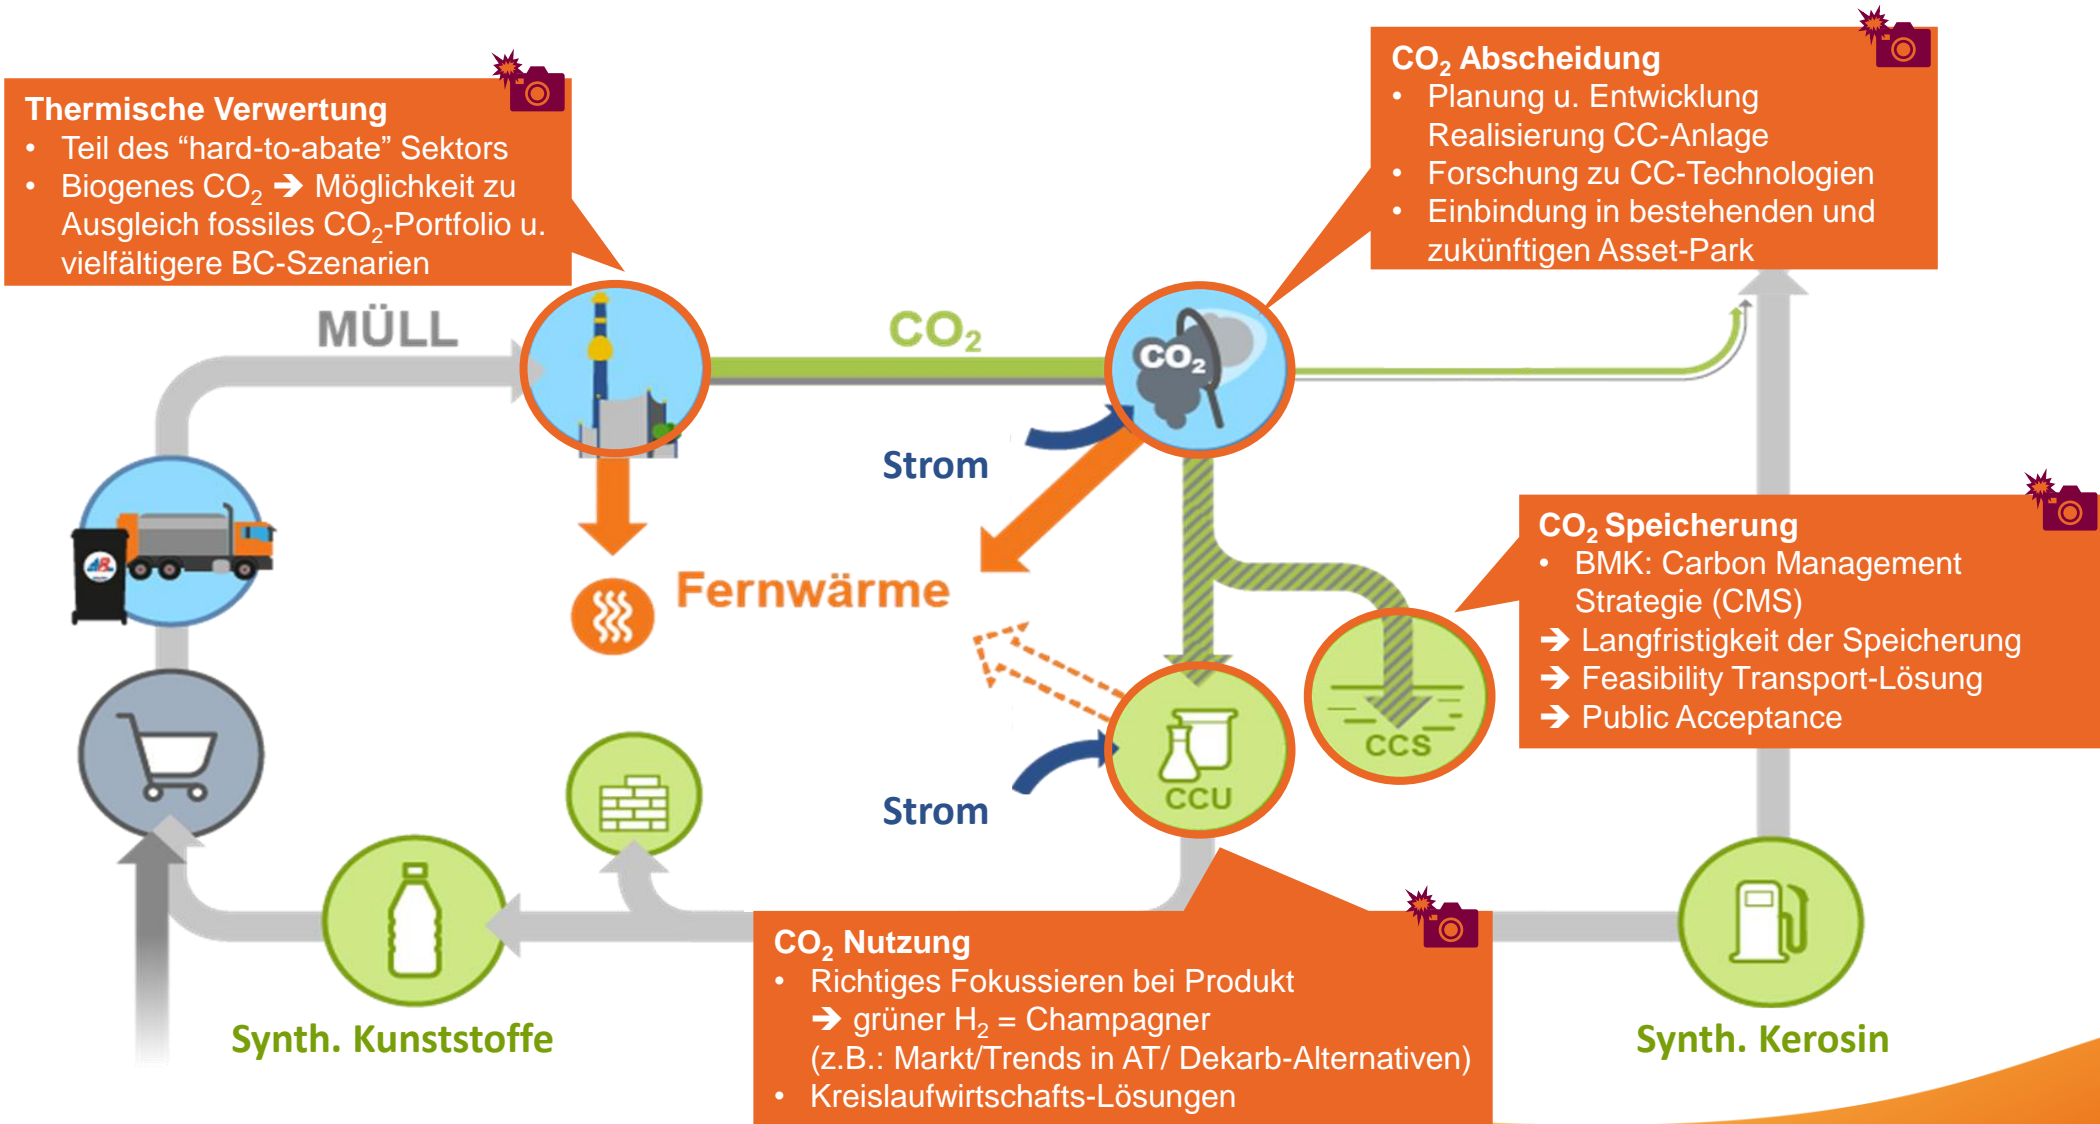 Thermische Verwertung
• Teil des “hard-to-abate” Sektors
• Biogenes CO₂ ➔ Möglichkeit zu
Ausgleich fossiles CO₂-Portfolio u.
vielfältigere BC-Szenarien
CO₂ Abscheidung
• Planung u. Entwicklung
Realisierung CC-Anlage
• Forschung zu CC-Technologien
• Einbindung in bestehenden und
zukünftigen Asset-Park
MÜLL
CO₂
CO₂
Strom
Fernwärme
CO₂ Speicherung
• BMK: Carbon Management
Strategie (CMS)
➔ Langfristigkeit der Speicherung
➔ Feasibility Transport-Lösung
➔ Public Acceptance
CCS
CCU
Strom
CO₂ Nutzung
• Richtiges Fokussieren bei Produkt
➔ grüner H₂ = Champagner
(z.B.: Markt/Trends in AT/ Dekarb-Alternativen)
• Kreislaufwirtschafts-Lösungen
Synth. Kunststoffe
Synth. Kerosin